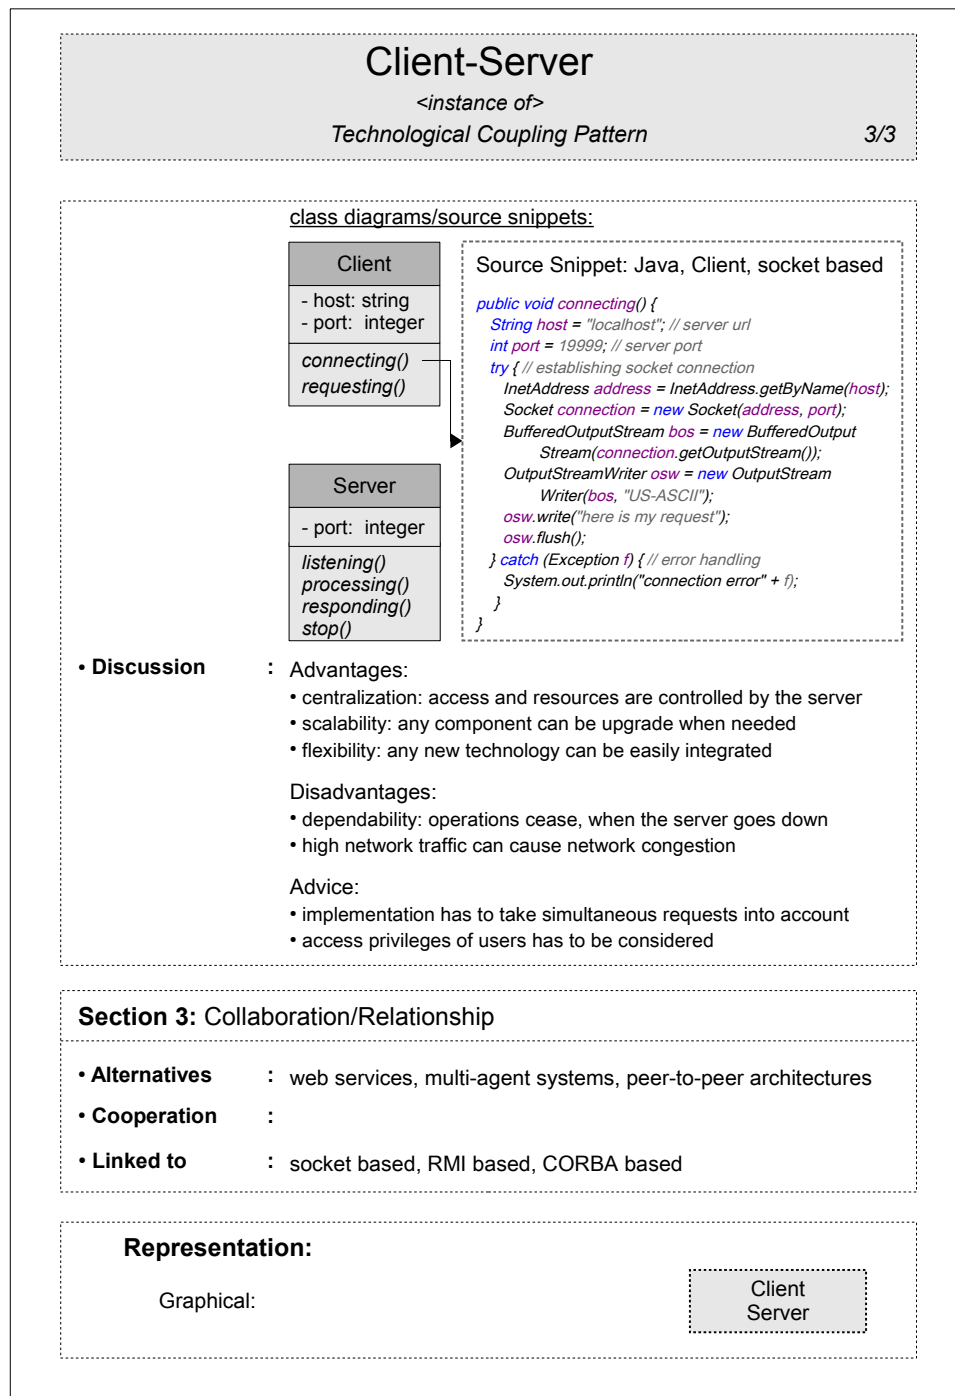 Client-Server
<instance of>
Technological Coupling Pattern 3/3
class diagrams/source snippets:
Client
- host: string
- port: integer
connecting()
requesting()
Server
- port: integer
listening()
processing()
responding()
stop()
Source Snippet: Java, Client, socket based
public void connecting() {
String host = "localhost"; // server url
int port = 19999; // server port
try { // establishing socket connection
InetAddress address = InetAddress.getByName(host);
Socket connection = new Socket(address, port);
BufferedOutputStream bos = new BufferedOutput
Stream(connection.getOutputStream());
OutputStreamWriter osw = new OutputStream
Writer(bos, "US-ASCII");
osw.write("here is my request");
osw.flush();
} catch (Exception f) { // error handling
System.out.println("connection error" + f);
}
}
• Discussion : Advantages:
• centralization: access and resources are controlled by the server
• scalability: any component can be upgrade when needed
• flexibility: any new technology can be easily integrated
Disadvantages:
• dependability: operations cease, when the server goes down
• high network traffic can cause network congestion
Advice:
• implementation has to take simultaneous requests into account
• access privileges of users has to be considered
Section 3: Collaboration/Relationship
• Alternatives : web services, multi-agent systems, peer-to-peer architectures
• Cooperation :
• Linked to : socket based, RMI based, CORBA based
Representation:
Graphical:
Client
Server